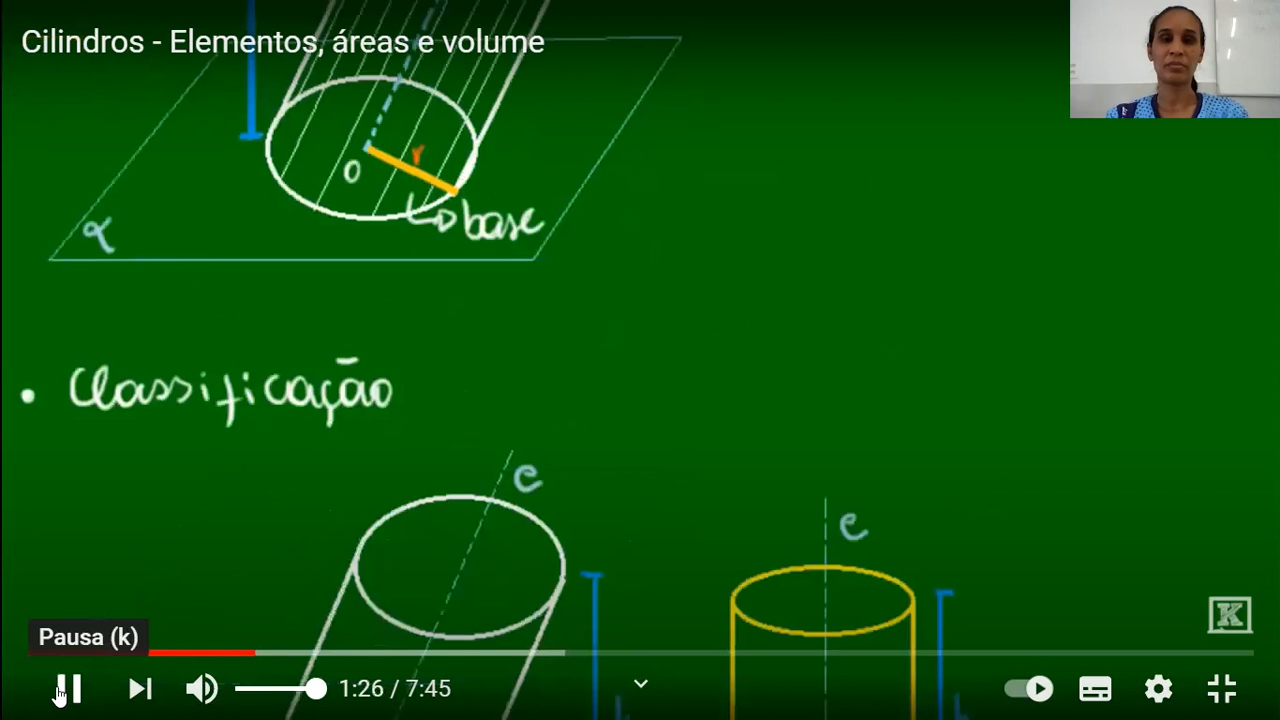 Cilindros - Elementos, áreas e volume
r
O
base
α
• Classificação
e
e
h
h
K
Pausa (k)
1:26 / 7:45